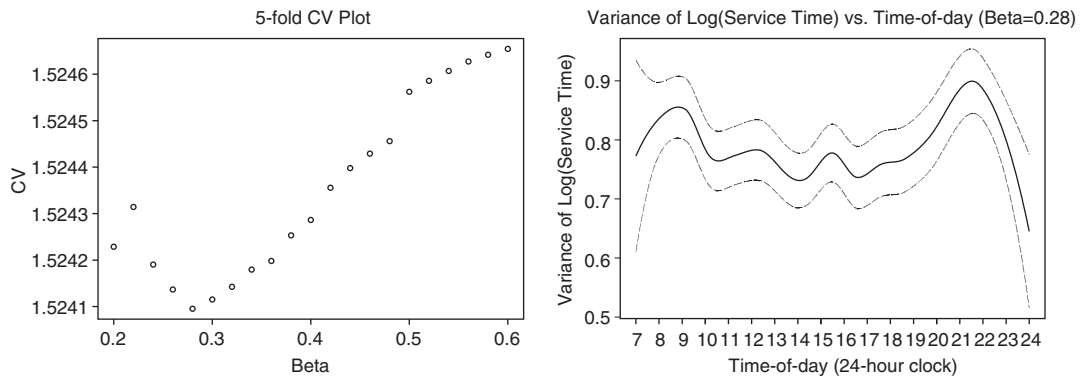 5-fold CV Plot
CV
1.5246
1.5245
1.5244
1.5243
1.5242
1.5241
0.2 0.3 0.4 0.5 0.6
Beta
Variance of Log(Service Time) vs. Time-of-day (Beta=0.28)
Variance of Log(Service Time)
0.9
0.8
0.7
0.6
0.5
7 8 9 10 11 12 13 14 15 16 17 18 19 20 21 22 23 24
Time-of-day (24-hour clock)